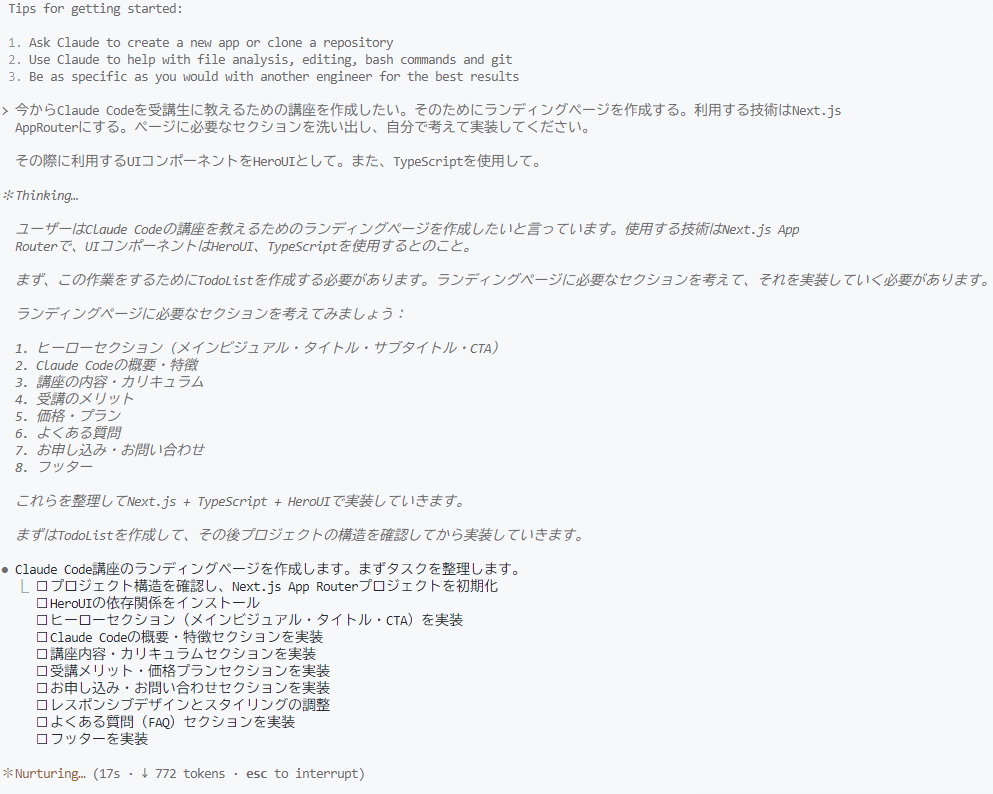 Tips for getting started:
1. Ask Claude to create a new app or clone a repository
2. Use Claude to help with file analysis, editing, bash commands and git
3. Be as specific as you would with another engineer for the best results
> 今からClaude Codeを受講生に教えるための講座を作成したい。そのためにランディングページを作成する。利用する技術はNext.js
AppRouterにする。ページに必要なセクションを洗い出し、自分で考えて実装してください。
その際に利用するUIコンポーネントをHeroUIとして。また、TypeScriptを使用して。
✻Thinking…
ユーザーはClaude Codeの講座を教えるためのランディングページを作成したいと言っています。使用する技術はNext.js App
Routerで、UIコンポーネントはHeroUI、TypeScriptを使用するとのこと。
まず、この作業をするためにTodoListを作成する必要があります。ランディングページに必要なセクションを考えて、それを実装していく必要があります。
ランディングページに必要なセクションを考えてみましょう：
1. ヒーローセクション（メインビジュアル・タイトル・サブタイトル・CTA）
2. Claude Codeの概要・特徴
3. 講座の内容・カリキュラム
4. 受講のメリット
5. 価格・プラン
6. よくある質問
7. お申し込み・お問い合わせ
8. フッター
これらを整理してNext.js + TypeScript + HeroUIで実装していきます。
まずはTodoListを作成して、その後プロジェクトの構造を確認してから実装していきます。
● Claude Code講座のランディングページを作成します。まずタスクを整理します。
⎿ ☐ プロジェクト構造を確認し、Next.js App Routerプロジェクトを初期化
☐ HeroUIの依存関係をインストール
☐ ヒーローセクション（メインビジュアル・タイトル・CTA）を実装
☐ Claude Codeの概要・特徴セクションを実装
☐ 講座内容・カリキュラムセクションを実装
☐ 受講メリット・価格プランセクションを実装
☐ お申し込み・お問い合わせセクションを実装
☐ レスポンシブデザインとスタイリングの調整
☐ よくある質問（FAQ）セクションを実装
☐ フッターを実装
✻Nurturing… (17s · ↓ 772 tokens · esc to interrupt)